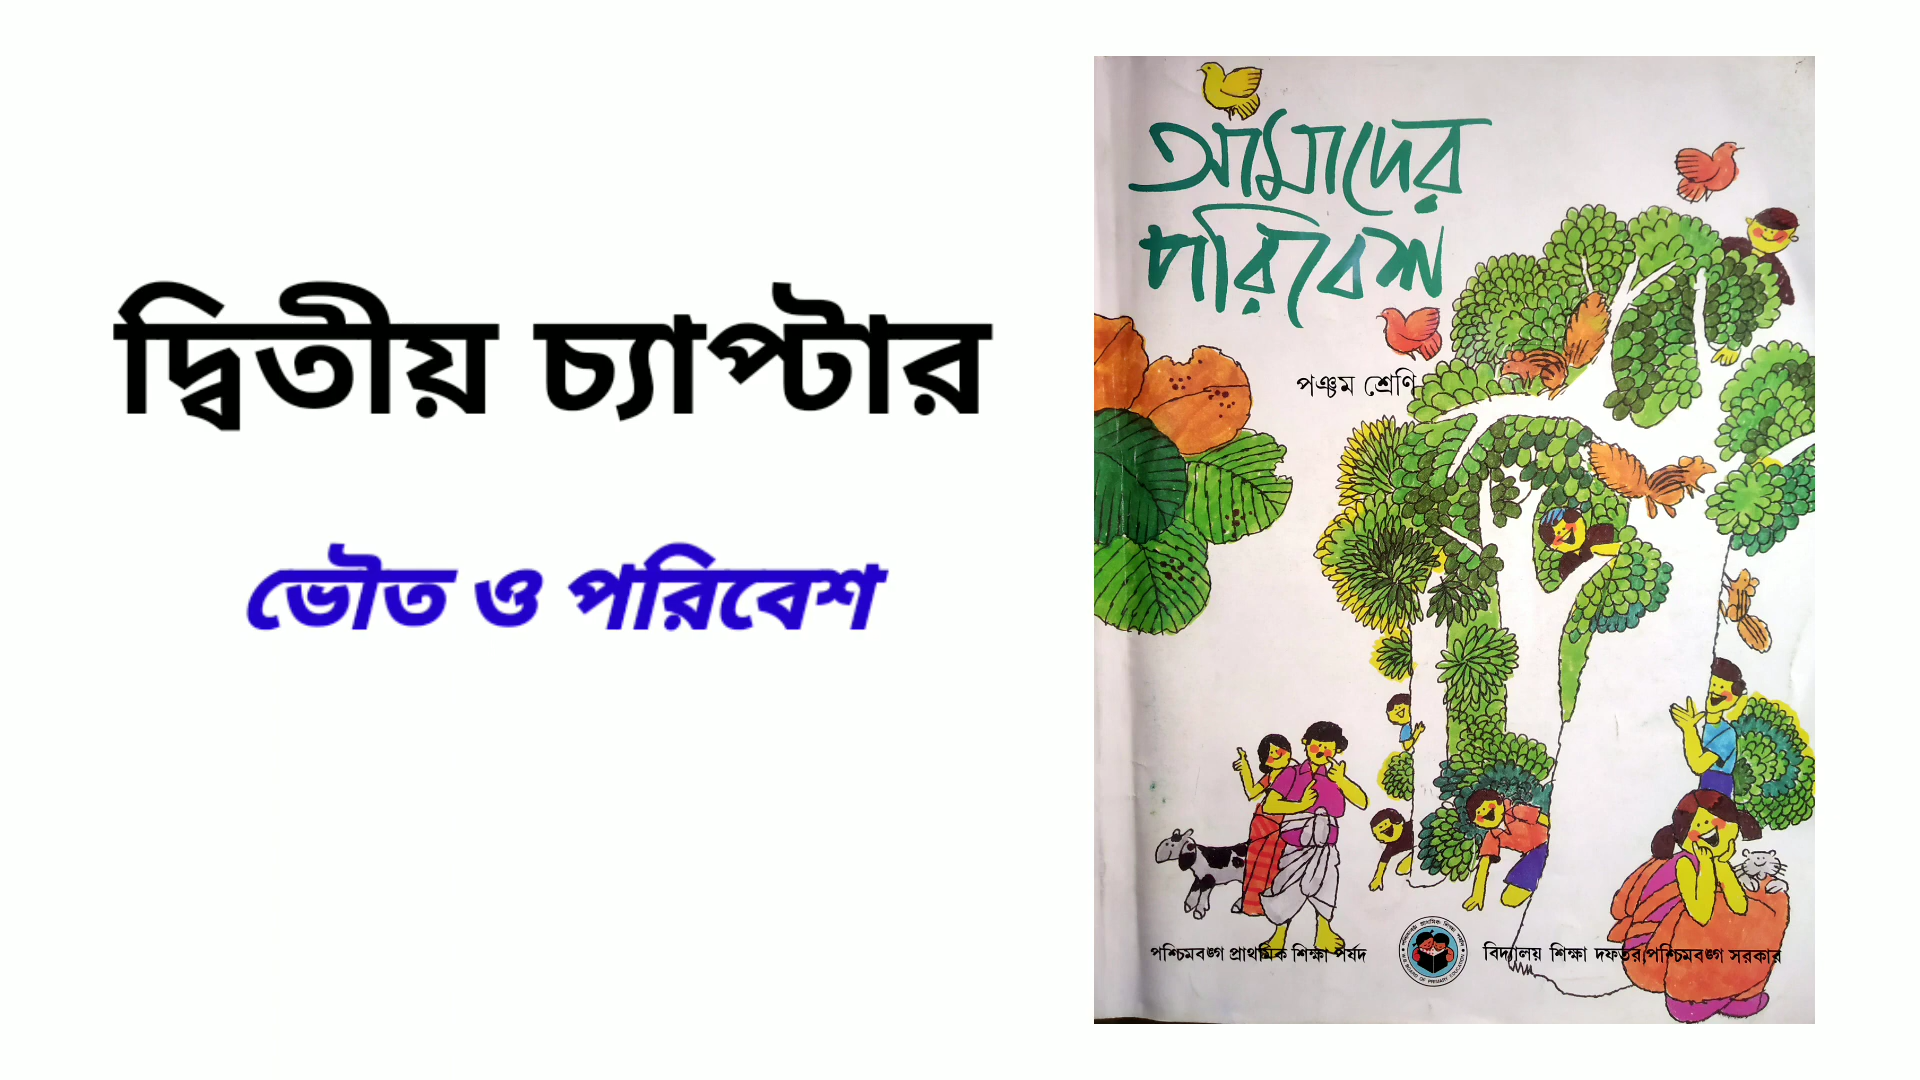 দ্বিতীয় চ্যাপ্টার
ভৌত ও পরিবেশ
আমাদের
পরিবেশ
পঞ্চম শ্রেণি
পশ্চিমবঙ্গ প্রাথমিক শিক্ষা পর্ষদ
বিদ্যালয় শিক্ষা দফতর,পশ্চিমবঙ্গ সরকার